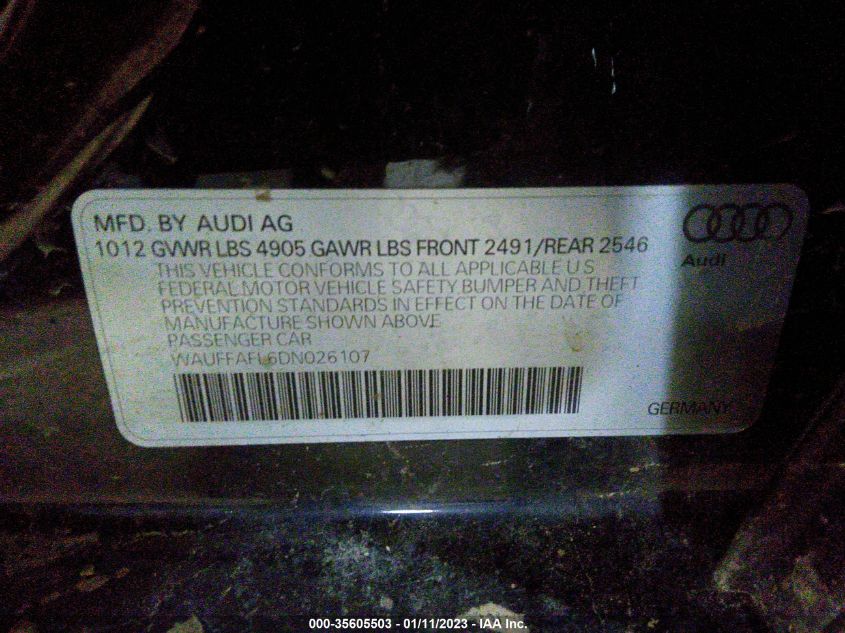 MFD. BY AUDI AG
1012 GVWR LBS 4905 GAWR LBS FRONT 2491/REAR 2546
THIS VEHICLE CONFORMS TO ALL APPLICABLE U S
FEDERAL MOTOR VEHICLE SAFETY BUMPER AND THEFT
PREVENTION STANDARDS IN EFFECT ON THE DATE OF
MANUFACTURE SHOWN ABOVE.
PASSENGER CAR
WAUFFAFL6DN026107
Audi
GERMANY
000-35605503 - 01/11/2023 - IAA Inc.